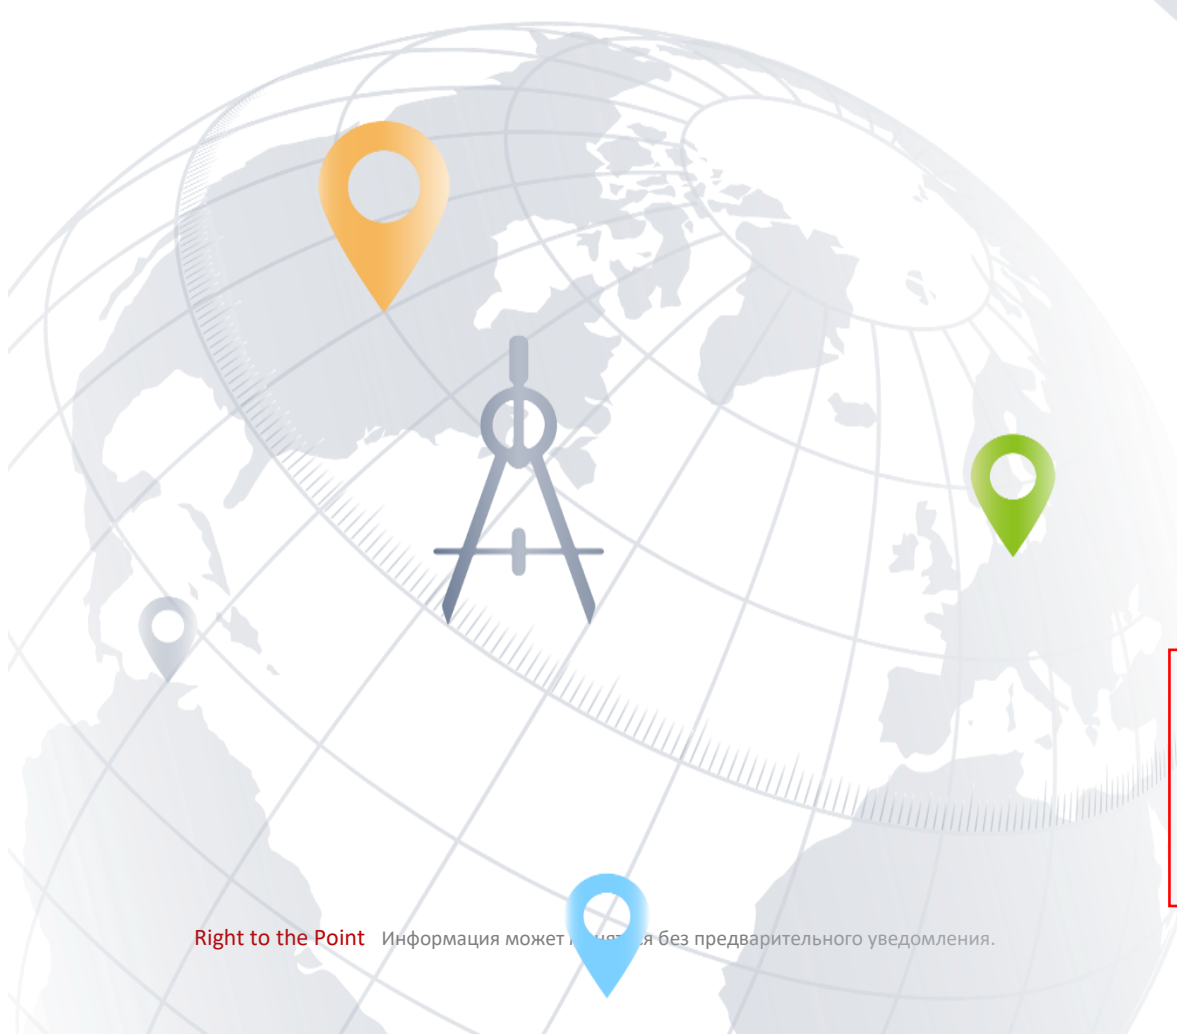 Right to the Point Информация может без предварительного уведомления.